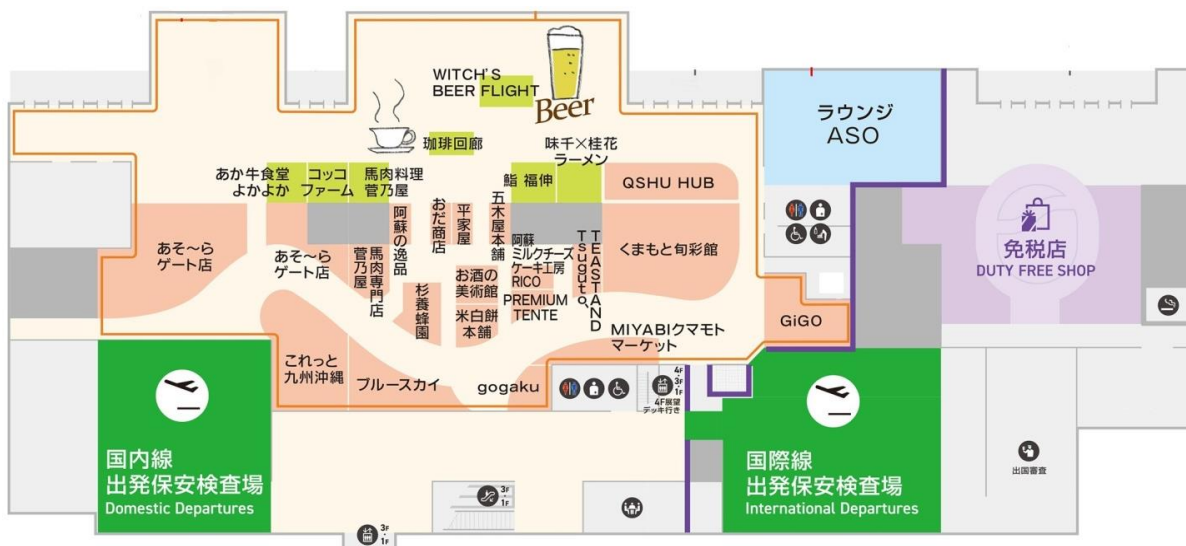 WITCH'S
BEER FLIGHT
Beer
珈琲回廊
味千×桂花
ラーメン
ラウンジ
ASO
あか牛食堂
よかよか
コッコ
ファーム
馬肉料理
菅乃屋
鮨 福伸
QSHU HUB
あそ～ら
ゲート店
あそ～ら
ゲート店
馬肉専門店
菅乃屋
阿蘇の逸品
おだ商店
平家屋
五木屋本舗
阿蘇
ミルクチーズ
ケーキ工房
RICO
TEASTAND
Tsuguto、
くまもと旬彩館
免税店
DUTY FREE SHOP
杉養蜂園
お酒の
美術館
米白餅
本舗
PREMIUM
TENTE
MIYABIクマモト
マーケット
GiGO
これっと
九州沖縄
ブルースカイ
gogaku
4F
3F
1F
4F展望
デッキ行き
国内線
出発保安検査場
Domestic Departures
国際線
出発保安検査場
International Departures
出国審査
3F
1F
3F
1F